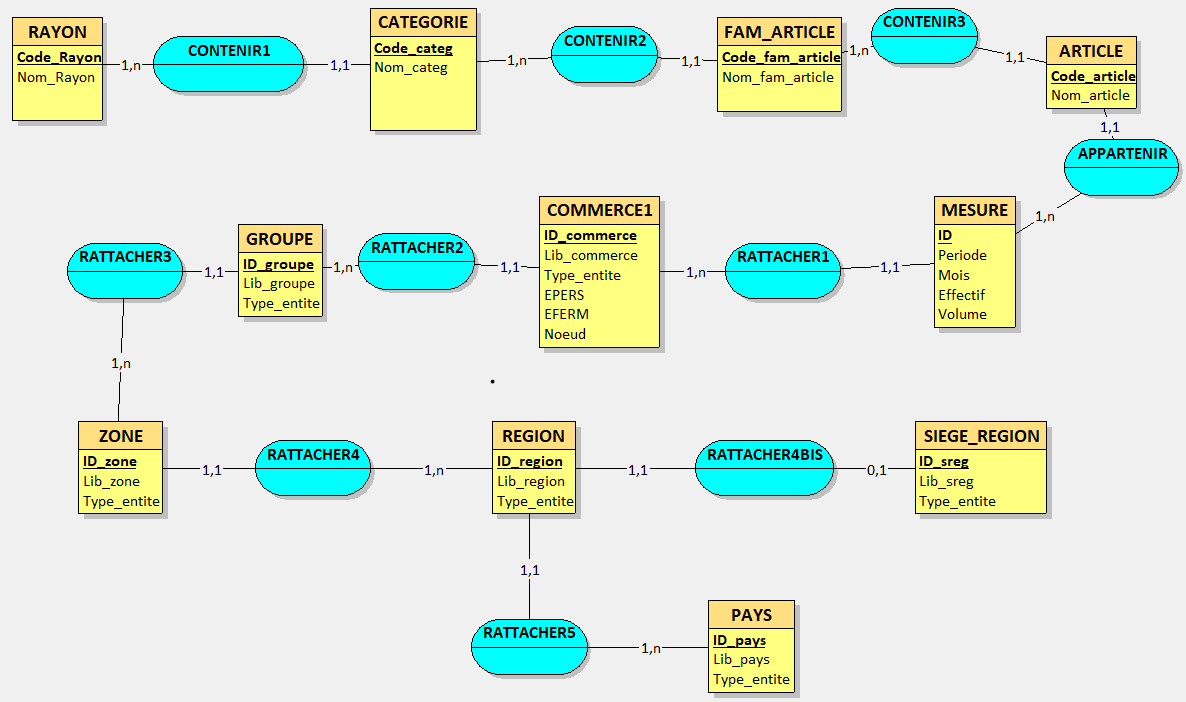 RAYON
Code_Rayon
Nom_Rayon
1,n
CONTENIR1
1,1
CATEGORIE
Code_categ
Nom_categ
1,n
CONTENIR2
1,1
FAM_ARTICLE
Code_fam_article
Nom_fam_article
1,n
CONTENIR3
1,1
ARTICLE
Code_article
Nom_article
1,1
APPARTENIR
1,n
MESURE
ID
Periode
Mois
Effectif
Volume
1,1
RATTACHER1
1,n
COMMERCE1
ID_commerce
Lib_commerce
Type_entite
EPERS
EFERM
Noeud
1,1
RATTACHER2
1,n
GROUPE
ID_groupe
Lib_groupe
Type_entite
1,1
RATTACHER3
1,n
ZONE
ID_zone
Lib_zone
Type_entite
1,1
RATTACHER4
1,n
REGION
ID_region
Lib_region
Type_entite
1,1
RATTACHER4BIS
0,1
SIEGE_REGION
ID_sreg
Lib_sreg
Type_entite
1,1
RATTACHER5
1,n
PAYS
ID_pays
Lib_pays
Type_entite